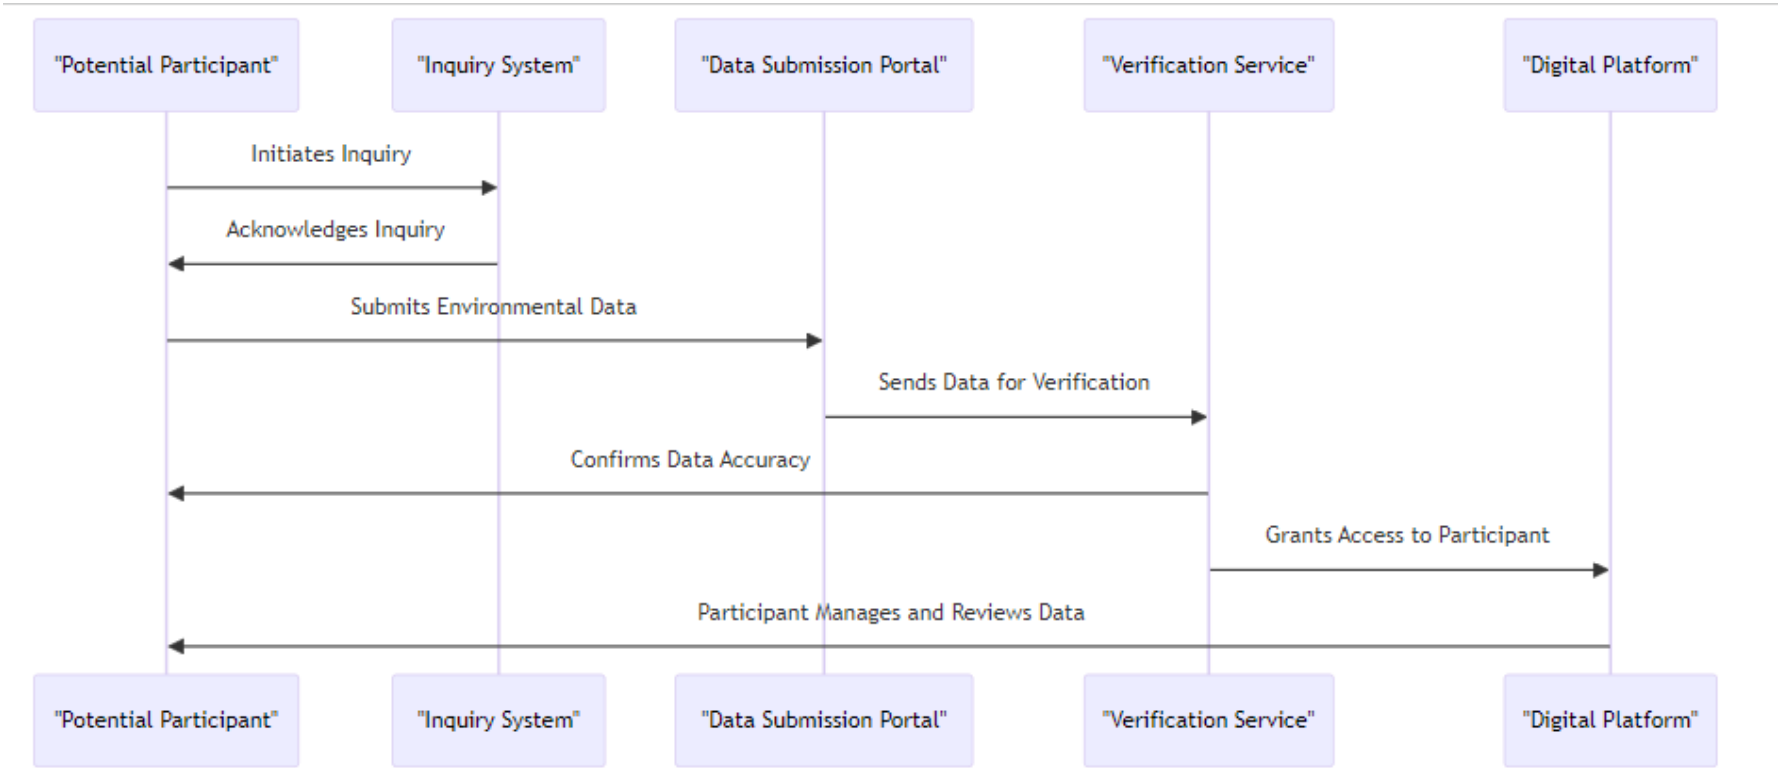 "Potential Participant"
"Inquiry System"
"Data Submission Portal"
"Verification Service"
"Digital Platform"
Initiates Inquiry
Acknowledges Inquiry
Submits Environmental Data
Sends Data for Verification
Confirms Data Accuracy
Grants Access to Participant
Participant Manages and Reviews Data
"Potential Participant"
"Inquiry System"
"Data Submission Portal"
"Verification Service"
"Digital Platform"